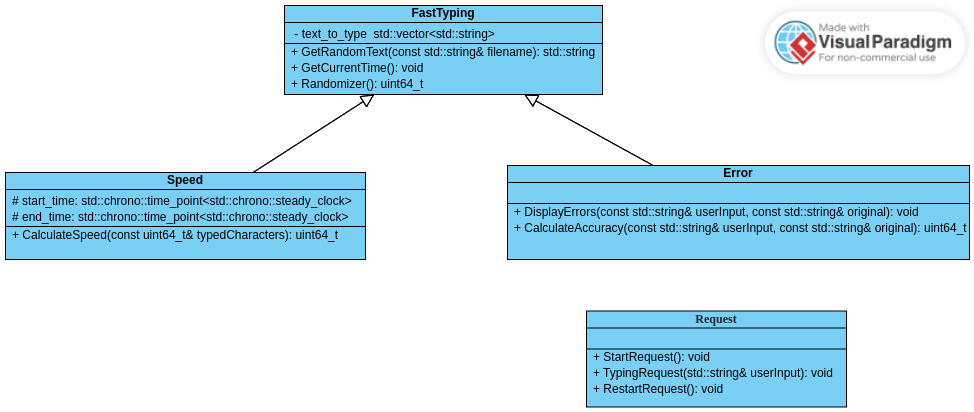 FastTyping
- text_to_type  std::vector<std::string>
+ GetRandomText(const std::string& filename): std::string
+ GetCurrentTime(): void
+ Randomizer(): uint64_t
Made with
VisualParadigm
For non-commercial use
Speed
# start_time: std::chrono::time_point<std::chrono::steady_clock>
# end_time: std::chrono::time_point<std::chrono::steady_clock>
+ CalculateSpeed(const uint64_t& typedCharacters): uint64_t
Error
+ DisplayErrors(const std::string& userInput, const std::string& original): void
+ CalculateAccuracy(const std::string& userInput, const std::string& original): uint64_t
Request
+ StartRequest(): void
+ TypingRequest(std::string& userInput): void
+ RestartRequest(): void